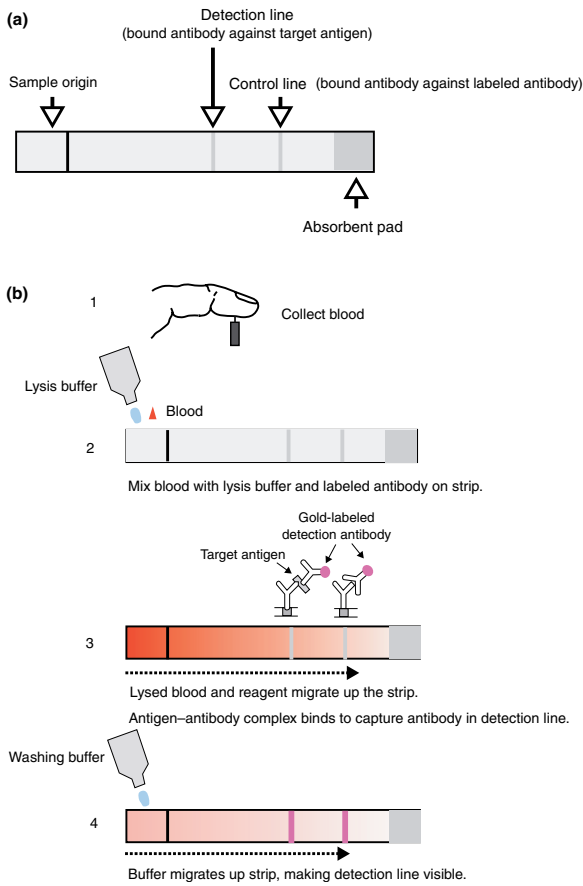 (a)
Detection line
(bound antibody against target antigen)
Sample origin
Control line (bound antibody against labeled antibody)
Absorbent pad
(b)
1
Collect blood
Lysis buffer
Blood
2
Mix blood with lysis buffer and labeled antibody on strip.
Gold-labeled
detection antibody
Target antigen
3
Lysed blood and reagent migrate up the strip.
Antigen–antibody complex binds to capture antibody in detection line.
Washing buffer
4
Buffer migrates up strip, making detection line visible.